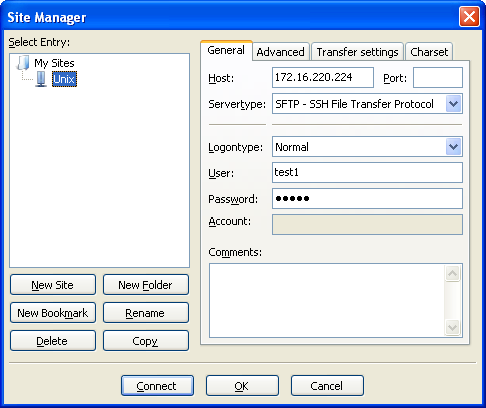 Site Manager
Select Entry:
My Sites
Unix
New Site New Folder
New Bookmark Rename
Delete Copy
General Advanced Transfer settings Charset
Host: 172.16.220.224 Port:
Servertype: SFTP - SSH File Transfer Protocol
Logontype: Normal
User: test1
Password: ●●●●●
Account:
Comments:
Connect OK Cancel